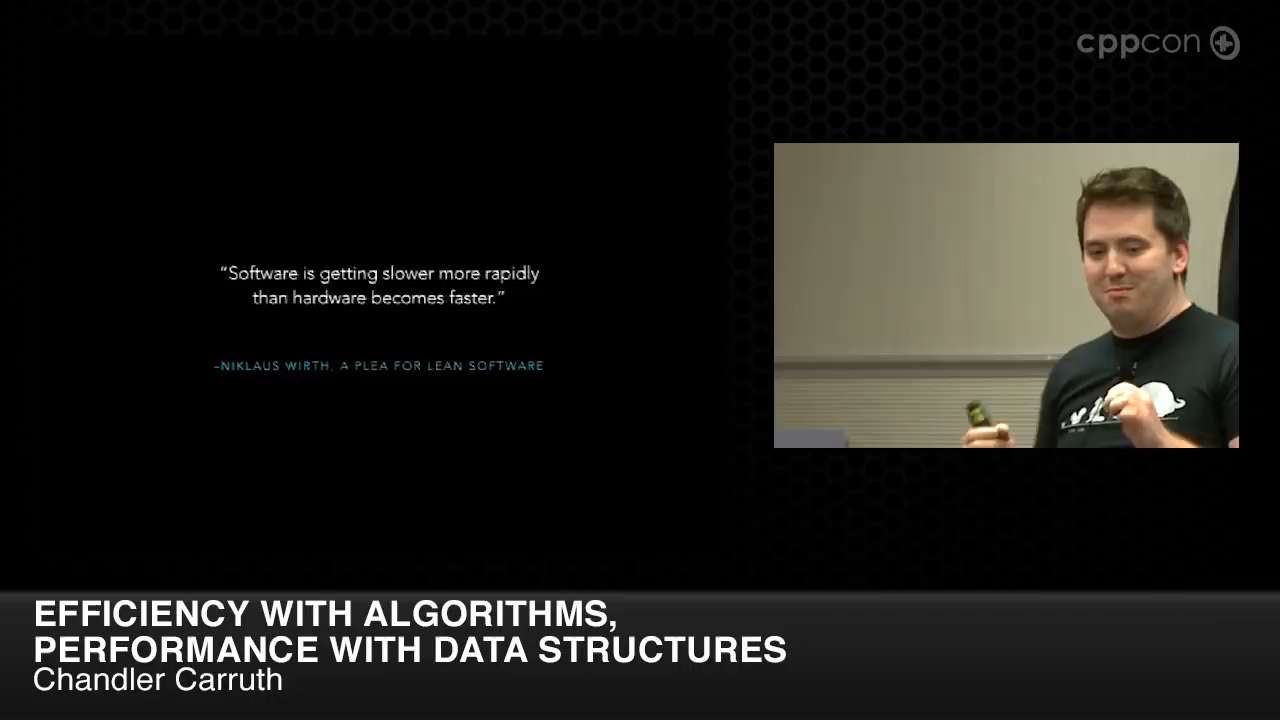 cppcon
“Software is getting slower more rapidly
than hardware becomes faster.”
–NIKLAUS WIRTH, A PLEA FOR LEAN SOFTWARE
EFFICIENCY WITH ALGORITHMS,
PERFORMANCE WITH DATA STRUCTURES
Chandler Carruth